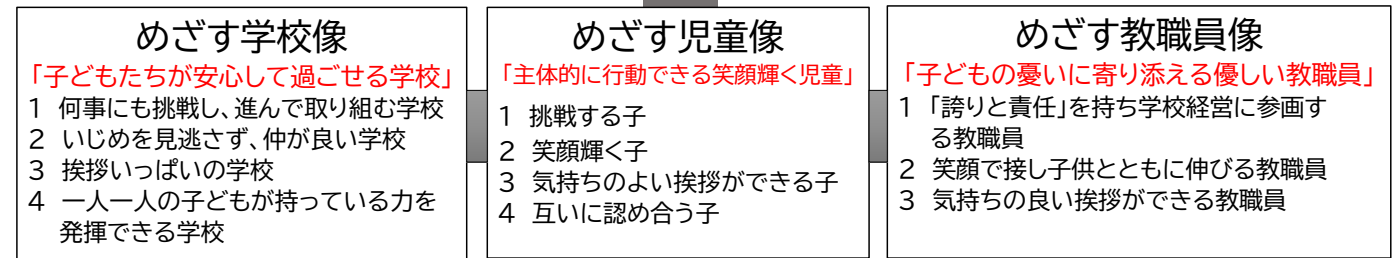 めざす学校像
「子どもたちが安心して過ごせる学校」
１ 何事にも挑戦し、進んで取り組む学校
２ いじめを見逃さず、仲が良い学校
３ 挨拶いっぱいの学校
４ 一人一人の子どもが持っている力を
発揮できる学校
めざす児童像
「主体的に行動できる笑顔輝く児童」
１ 挑戦する子
２ 笑顔輝く子
３ 気持ちのよい挨拶ができる子
４ 互いに認め合う子
めざす教職員像
「子どもの憂いに寄り添える優しい教職員」
１ 「誇りと責任」を持ち学校経営に参画す
る教職員
２ 笑顔で接し子供とともに伸びる教職員
３ 気持ちの良い挨拶ができる教職員